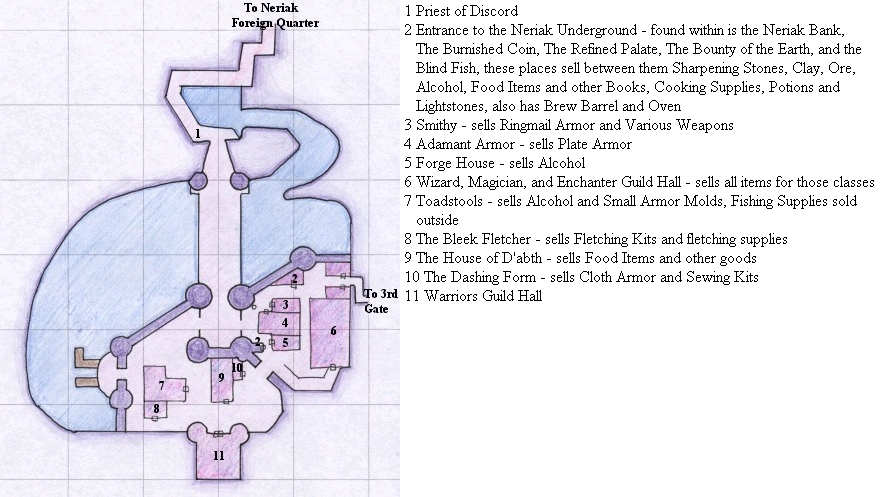 To Neriak
Foreign Quarter
1
2
3
4
To 3rd
Gate
6
5
2
10
9
7
8
11
1 Priest of Discord
2 Entrance to the Neriak Underground - found within is the Neriak Bank,
The Burnished Coin, The Refined Palate, The Bounty of the Earth, and the
Blind Fish, these places sell between them Sharpening Stones, Clay, Ore,
Alcohol, Food Items and other Books, Cooking Supplies, Potions and
Lightstones, also has Brew Barrel and Oven
3 Smithy - sells Ringmail Armor and Various Weapons
4 Adamant Armor - sells Plate Armor
5 Forge House - sells Alcohol
6 Wizard, Magician, and Enchanter Guild Hall - sells all items for those classes
7 Toadstools - sells Alcohol and Small Armor Molds, Fishing Supplies sold
outside
8 The Bleek Fletcher - sells Fletching Kits and fletching supplies
9 The House of D'abth - sells Food Items and other goods
10 The Dashing Form - sells Cloth Armor and Sewing Kits
11 Warriors Guild Hall